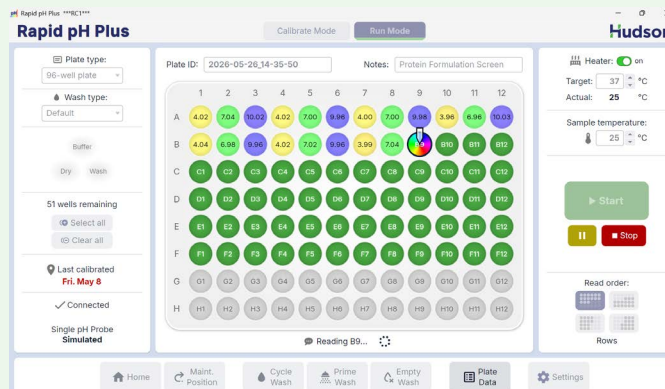 Rapid pH Plus ***RC1***
Rapid pH Plus
Calibrate Mode
Run Mode
Hudson
Plate type:
96-well plate
Wash type:
Default
Buffer
Dry
Wash
51 wells remaining
Select all
Clear all
Last calibrated
Fri. May 8
Connected
Single pH Probe
Simulated
Plate ID: 2026-05-26_14-35-50 Notes: Protein Formulation Screen
1 2 3 4 5 6 7 8 9 10 11 12
A 4.02 7.04 10.02 4.02 7.00 9.96 4.00 7.00 9.98 3.96 6.96 10.03
B 4.04 6.98 9.96 4.02 7.02 9.96 3.99 7.04 B10 B11 B12
C C1 C2 C3 C4 C5 C6 C7 C8 C9 C10 C11 C12
D D1 D2 D3 D4 D5 D6 D7 D8 D9 D10 D11 D12
E E1 E2 E3 E4 E5 E6 E7 E8 E9 E10 E11 E12
F F1 F2 F3 F4 F5 F6 F7 F8 F9 F10 F11 F12
G G1 G2 G3 G4 G5 G6 G7 G8 G9 G10 G11 G12
H H1 H2 H3 H4 H5 H6 H7 H8 H9 H10 H11 H12
Reading B9...
Heater: on
Target: 37 °C
Actual: 25 °C
Sample temperature:
25 °C
Start
Stop
Read order:
Rows
Home
Maint. Position
Cycle Wash
Prime Wash
Empty Wash
Plate Data
Settings